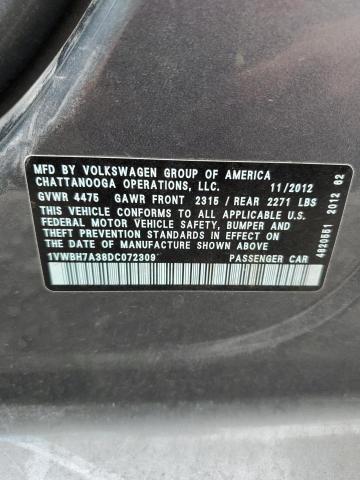 MFD BY VOLKSWAGEN GROUP OF AMERICA
CHATTANOOGA OPERATIONS, LLC. 11/2012
GVWR 4475 GAWR FRONT 2315 / REAR 2271 LBS
THIS VEHICLE CONFORMS TO ALL APPLICABLE U.S.
FEDERAL MOTOR VEHICLE SAFETY, BUMPER AND
THEFT PREVENTION STANDARDS IN EFFECT ON
THE DATE OF MANUFACTURE SHOWN ABOVE
1VWBH7A38DC072309 PASSENGER CAR
4820551 2012 62